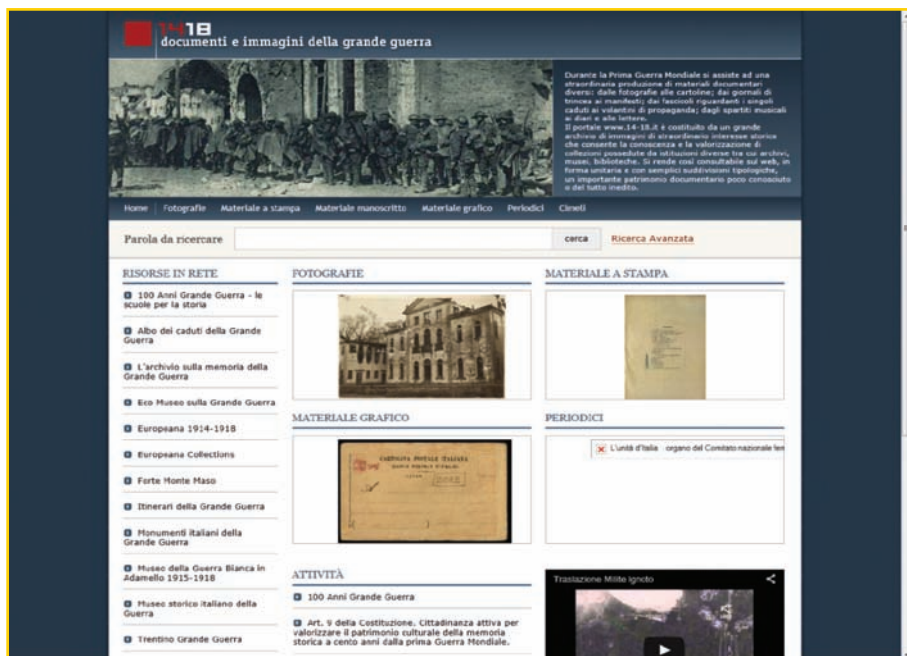 14 18
documenti e immagini della grande guerra
Durante la Prima Guerra Mondiale si assiste ad una
straordinaria produzione di materiali documentari
diversi: dalle fotografie alle cartoline; dai giornali di
trincea ai manifesti; dai fascicoli riguardanti i singoli
caduti ai volantini di propaganda; dagli spartiti musicali
ai diari e alle lettere.
Il portale www.14-18.it è costituito da un grande
archivio di immagini di straordinario interesse storico
che consente la conoscenza e la valorizzazione di
collezioni possedute da istituzioni diverse tra cui archivi,
musei, biblioteche. Si rende così consultabile sul web, in
forma unitaria e con semplici suddivisioni tipologiche,
un importante patrimonio documentario poco conosciuto
o del tutto inedito.
Home Fotografie Materiale a stampa Materiale manoscritto Materiale grafico Periodici Cimeli
Parola da ricercare cerca Ricerca Avanzata
RISORSE IN RETE
100 Anni Grande Guerra - le
scuole per la storia
Albo dei caduti della Grande
Guerra
L'archivio sulla memoria della
Grande Guerra
Eco Museo sulla Grande Guerra
Europeana 1914-1918
Europeana Collections
Forte Monte Maso
Itinerari della Grande Guerra
Monumenti italiani della
Grande Guerra
Museo della Guerra Bianca in
Adamello 1915-1918
Museo storico italiano della
Guerra
Trentino Grande Guerra
FOTOGRAFIE
MATERIALE A STAMPA
MATERIALE GRAFICO
CARTOLINA POSTALE ITALIANA
PERIODICI
L'unità d'Italia organo del Comitato nazionale fem
ATTIVITÀ
100 Anni Grande Guerra
Art. 9 della Costituzione. Cittadinanza attiva per
valorizzare il patrimonio culturale della memoria
storica a cento anni dalla prima Guerra Mondiale.
Traslazione Milite Ignoto